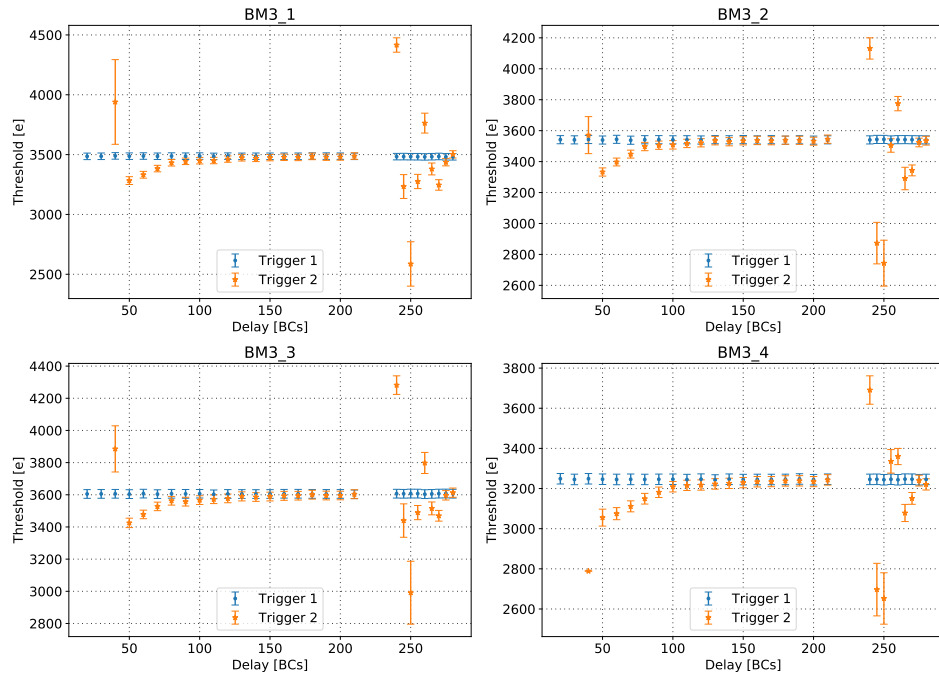 BM3_1
Threshold [e]
4500
4000
3500
3000
2500
50
100
150
200
250
Delay [BCs]
Trigger 1
Trigger 2
BM3_2
Threshold [e]
4200
4000
3800
3600
3400
3200
3000
2800
2600
50
100
150
200
250
Delay [BCs]
Trigger 1
Trigger 2
BM3_3
Threshold [e]
4400
4200
4000
3800
3600
3400
3200
3000
2800
50
100
150
200
250
Delay [BCs]
Trigger 1
Trigger 2
BM3_4
Threshold [e]
3800
3600
3400
3200
3000
2800
2600
50
100
150
200
250
Delay [BCs]
Trigger 1
Trigger 2